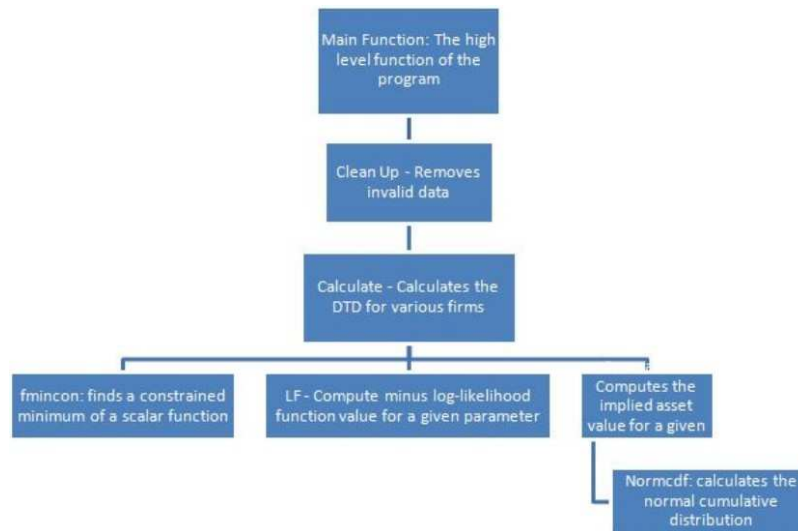 Main Function: The high
level function of the
program
Clean Up - Removes
invalid data
Calculate - Calculates the
DTD for various firms
fmincon: finds a constrained
minimum of a scalar function
LF - Compute minus log-likelihood
function value for a given parameter
Computes the
implied asset
value for a given
Normcdf: calculates the
normal cumulative
distribution